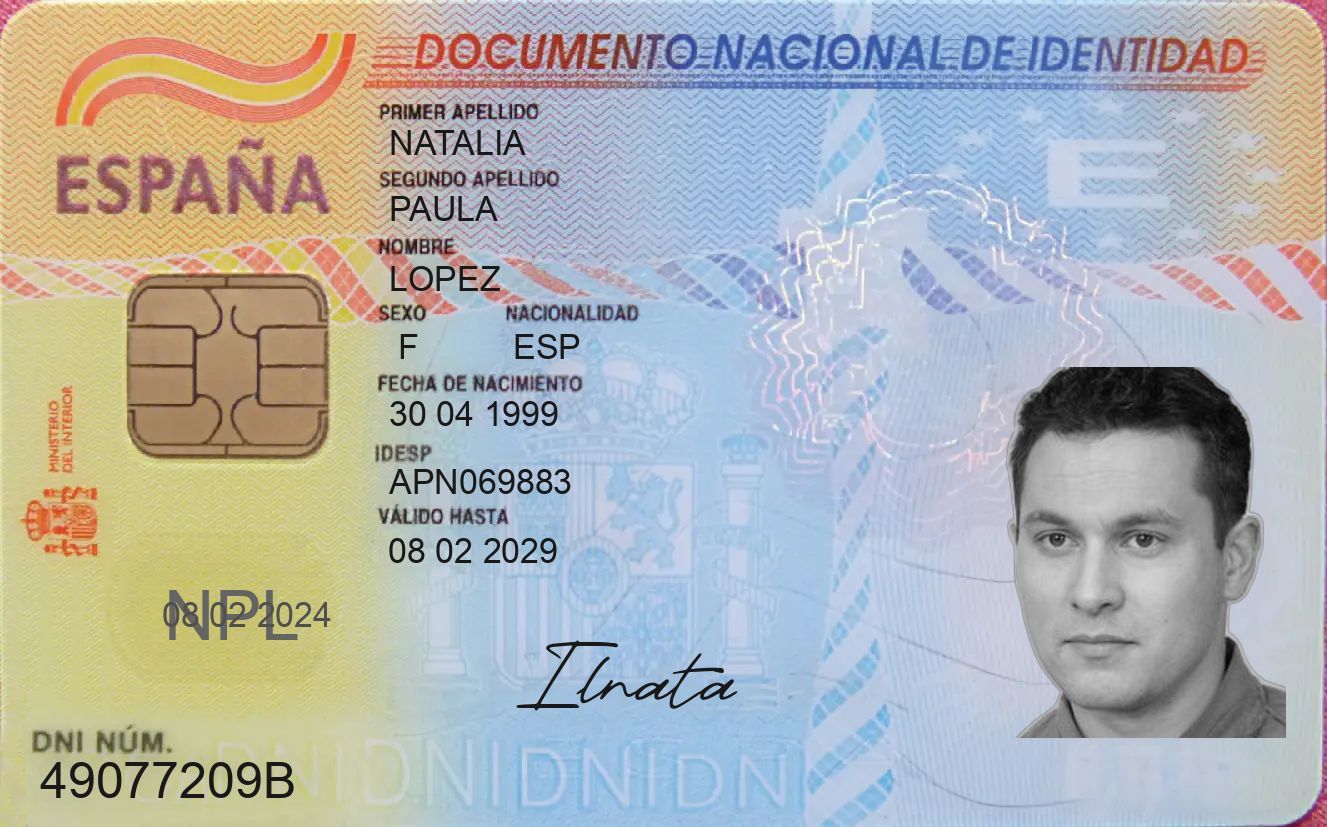 DOCUMENTO NACIONAL DE IDENTIDAD
ESPAÑA
E
PRIMER APELLIDO
NATALIA
SEGUNDO APELLIDO
PAULA
NOMBRE
LOPEZ
SEXO NACIONALIDAD
F ESP
FECHA DE NACIMIENTO
30 04 1999
IDESP
APN069883
VÁLIDO HASTA
08 02 2029
MINISTERIO
DEL INTERIOR
NPL
08 02 2024
Ilnata
DNI NÚM.
49077209B
DNIDNIDNIDNI